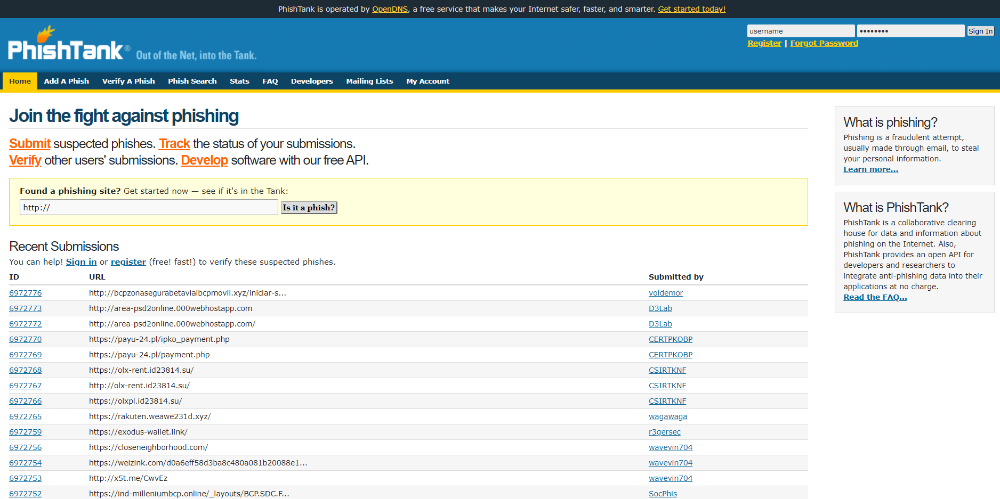 PhishTank is operated by OpenDNS, a free service that makes your Internet safer, faster, and smarter. Get started today!
PhishTank® Out of the Net, into the Tank.
username •••••••• Sign In
Register | Forgot Password
Home Add A Phish Verify A Phish Phish Search Stats FAQ Developers Mailing Lists My Account
Join the fight against phishing
Submit suspected phishes. Track the status of your submissions.
Verify other users' submissions. Develop software with our free API.
Found a phishing site? Get started now — see if it's in the Tank:
http:// Is it a phish?
Recent Submissions
You can help! Sign in or register (free! fast!) to verify these suspected phishes.
ID URL Submitted by
6972776 http://bcpzonasegurabetavialbcpmovil.xyz/iniciar-s... voldemor
6972773 http://area-psd2online.000webhostapp.com D3Lab
6972772 http://area-psd2online.000webhostapp.com/ D3Lab
6972770 https://payu-24.pl/ipko_payment.php CERTPKOBP
6972769 https://payu-24.pl/payment.php CERTPKOBP
6972768 https://olx-rent.id23814.su/ CSIRTKNF
6972767 http://olx-rent.id23814.su/ CSIRTKNF
6972766 https://olxpl.id23814.su/ CSIRTKNF
6972765 https://rakuten.weawe231d.xyz/ wagawaga
6972759 https://exodus-wallet.link/ r3gersec
6972756 https://closeneighborhood.com/ wavevin704
6972754 https://weizink.com/d0a6eff58d3ba8c480a081b20088e1... wavevin704
6972753 http://x5t.me/CwvEz wavevin704
6972752 https://ind-milleniumbcp.online/_layouts/BCP.SDC.F... SocPhis
What is phishing?
Phishing is a fraudulent attempt,
usually made through email, to steal
your personal information.
Learn more...
What is PhishTank?
PhishTank is a collaborative clearing
house for data and information about
phishing on the Internet. Also,
PhishTank provides an open API for
developers and researchers to
integrate anti-phishing data into their
applications at no charge.
Read the FAQ...